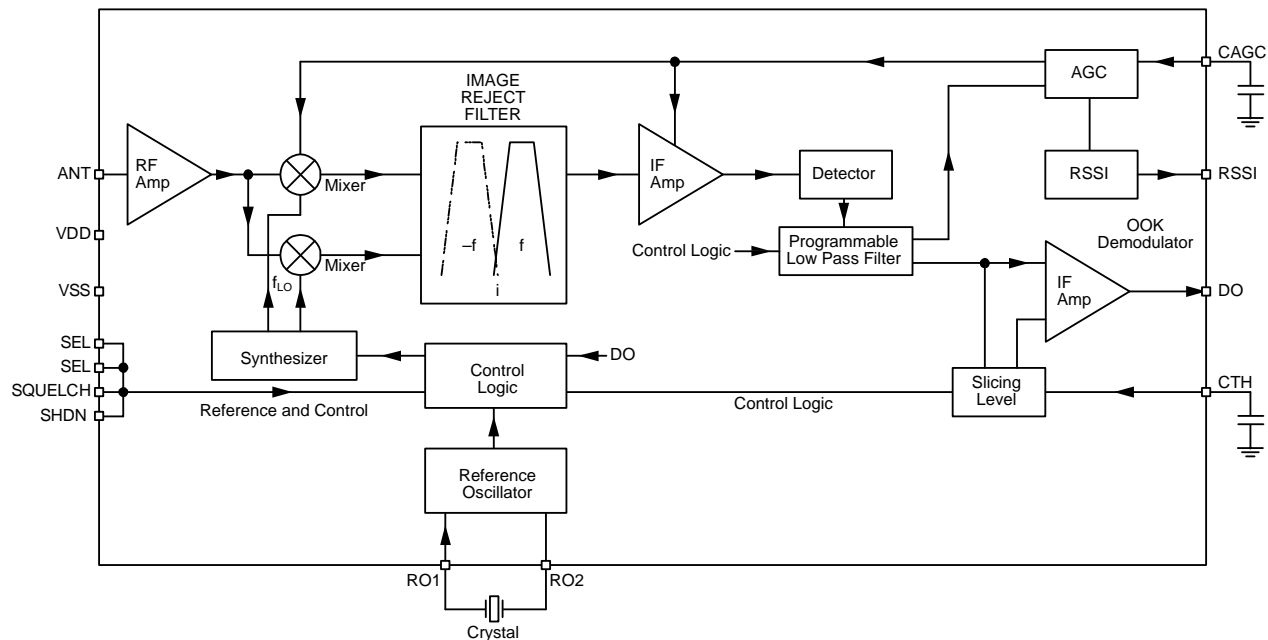 CAGC
AGC
IMAGE
REJECT
FILTER
ANT
RF
Amp
Mixer
IF
Amp
Detector
RSSI
RSSI
VDD
–f
f
Mixer
Control Logic
Programmable
Low Pass Filter
OOK
Demodulator
IF
Amp
DO
VSS
fLO
i
SEL
SEL
SQUELCH
SHDN
Synthesizer
Control
Logic
DO
Slicing
Level
CTH
Reference and Control
Control Logic
Reference
Oscillator
RO1
RO2
Crystal